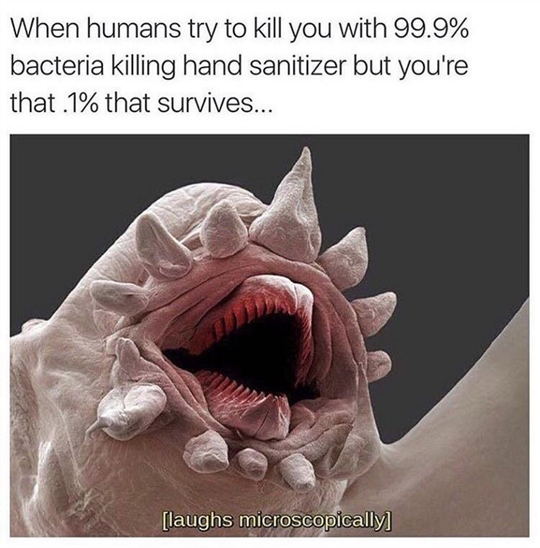 When humans try to kill you with 99.9%
bacteria killing hand sanitizer but you're
that .1% that survives...
[laughs microscopically]